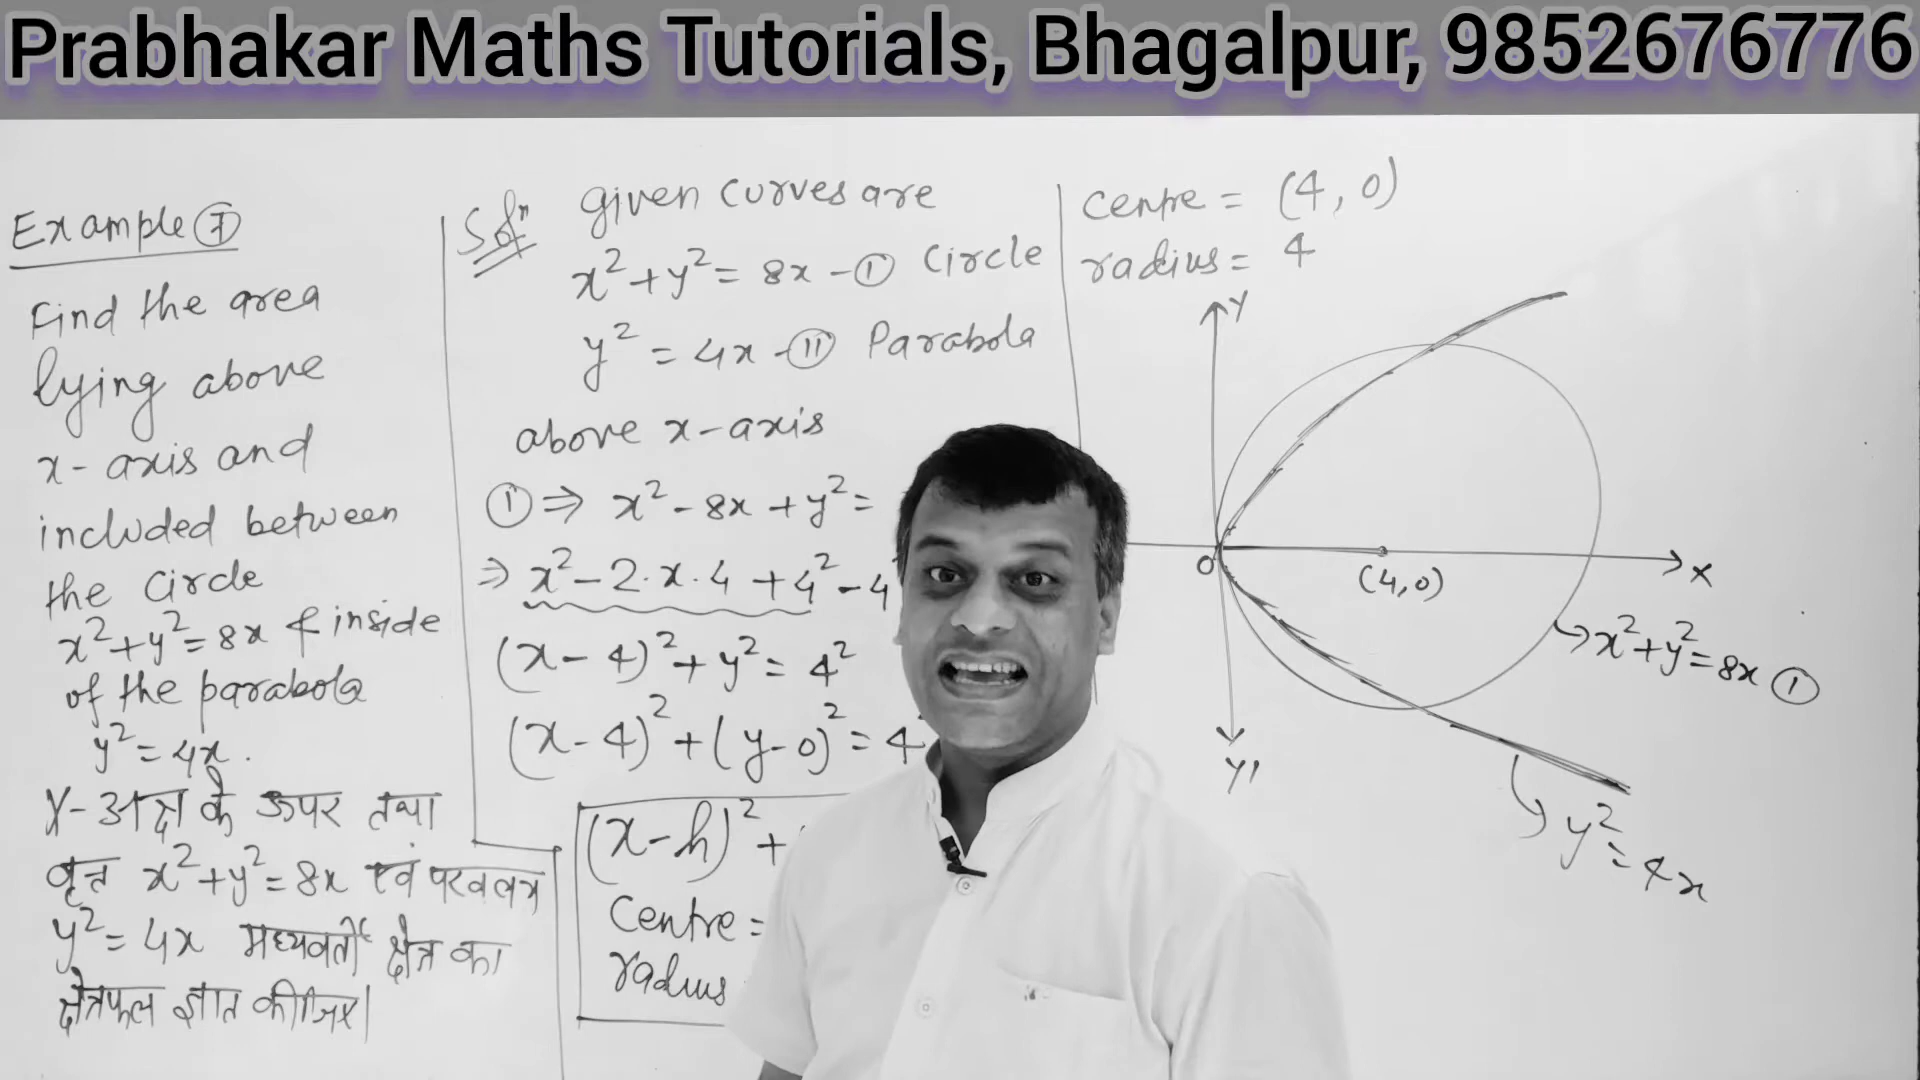 Prabhakar Maths Tutorials, Bhagalpur, 9852676776
Example ⑦
Find the area
lying above
x-axis and
included between
the circle
x²+y²=8x & inside
of the parabola
y²=4x.
X-अक्ष के ऊपर तथा
वृत्त x²+y²=8x एवं परवलय
y²=4x मध्यवर्ती क्षेत्र का
क्षेत्रफल ज्ञात कीजिए।
Solⁿ given curves are
x²+y²=8x -① Circle
y²=4x -⑪ Parabola
above x-axis
①⇒ x²-8x+y²=
⇒ x²-2·x·4+4²-4
(x-4)²+y²=4²
(x-4)²+(y-0)²=4
(x-h)²+
Centre=
radius
centre = (4,0)
radius = 4
Y
O
(4,0)
X
x²+y²=8x ①
Y'
y²=4x